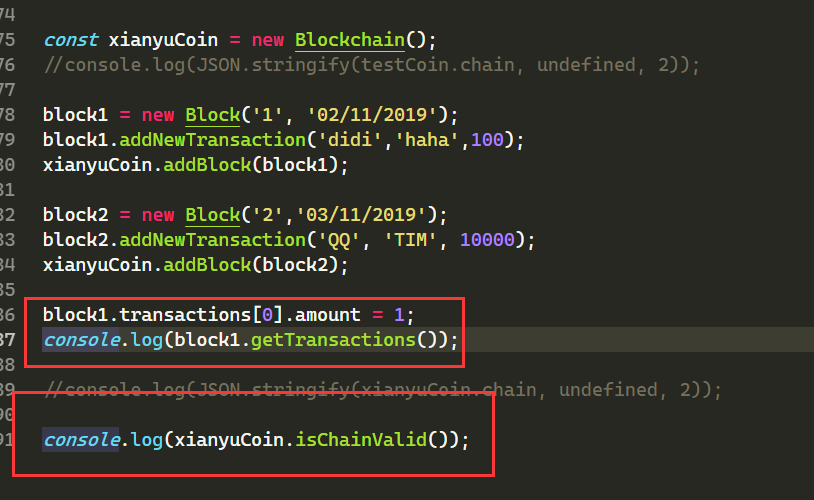 74
75 const xianyuCoin = new Blockchain();
76 //console.log(JSON.stringify(testCoin.chain, undefined, 2));
77
78 block1 = new Block('1', '02/11/2019');
79 block1.addNewTransaction('didi','haha',100);
80 xianyuCoin.addBlock(block1);
81
82 block2 = new Block('2','03/11/2019');
83 block2.addNewTransaction('QQ', 'TIM', 10000);
84 xianyuCoin.addBlock(block2);
85
86 block1.transactions[0].amount = 1;
87 console.log(block1.getTransactions());
88
89 //console.log(JSON.stringify(xianyuCoin.chain, undefined, 2));
90
91 console.log(xianyuCoin.isChainValid());